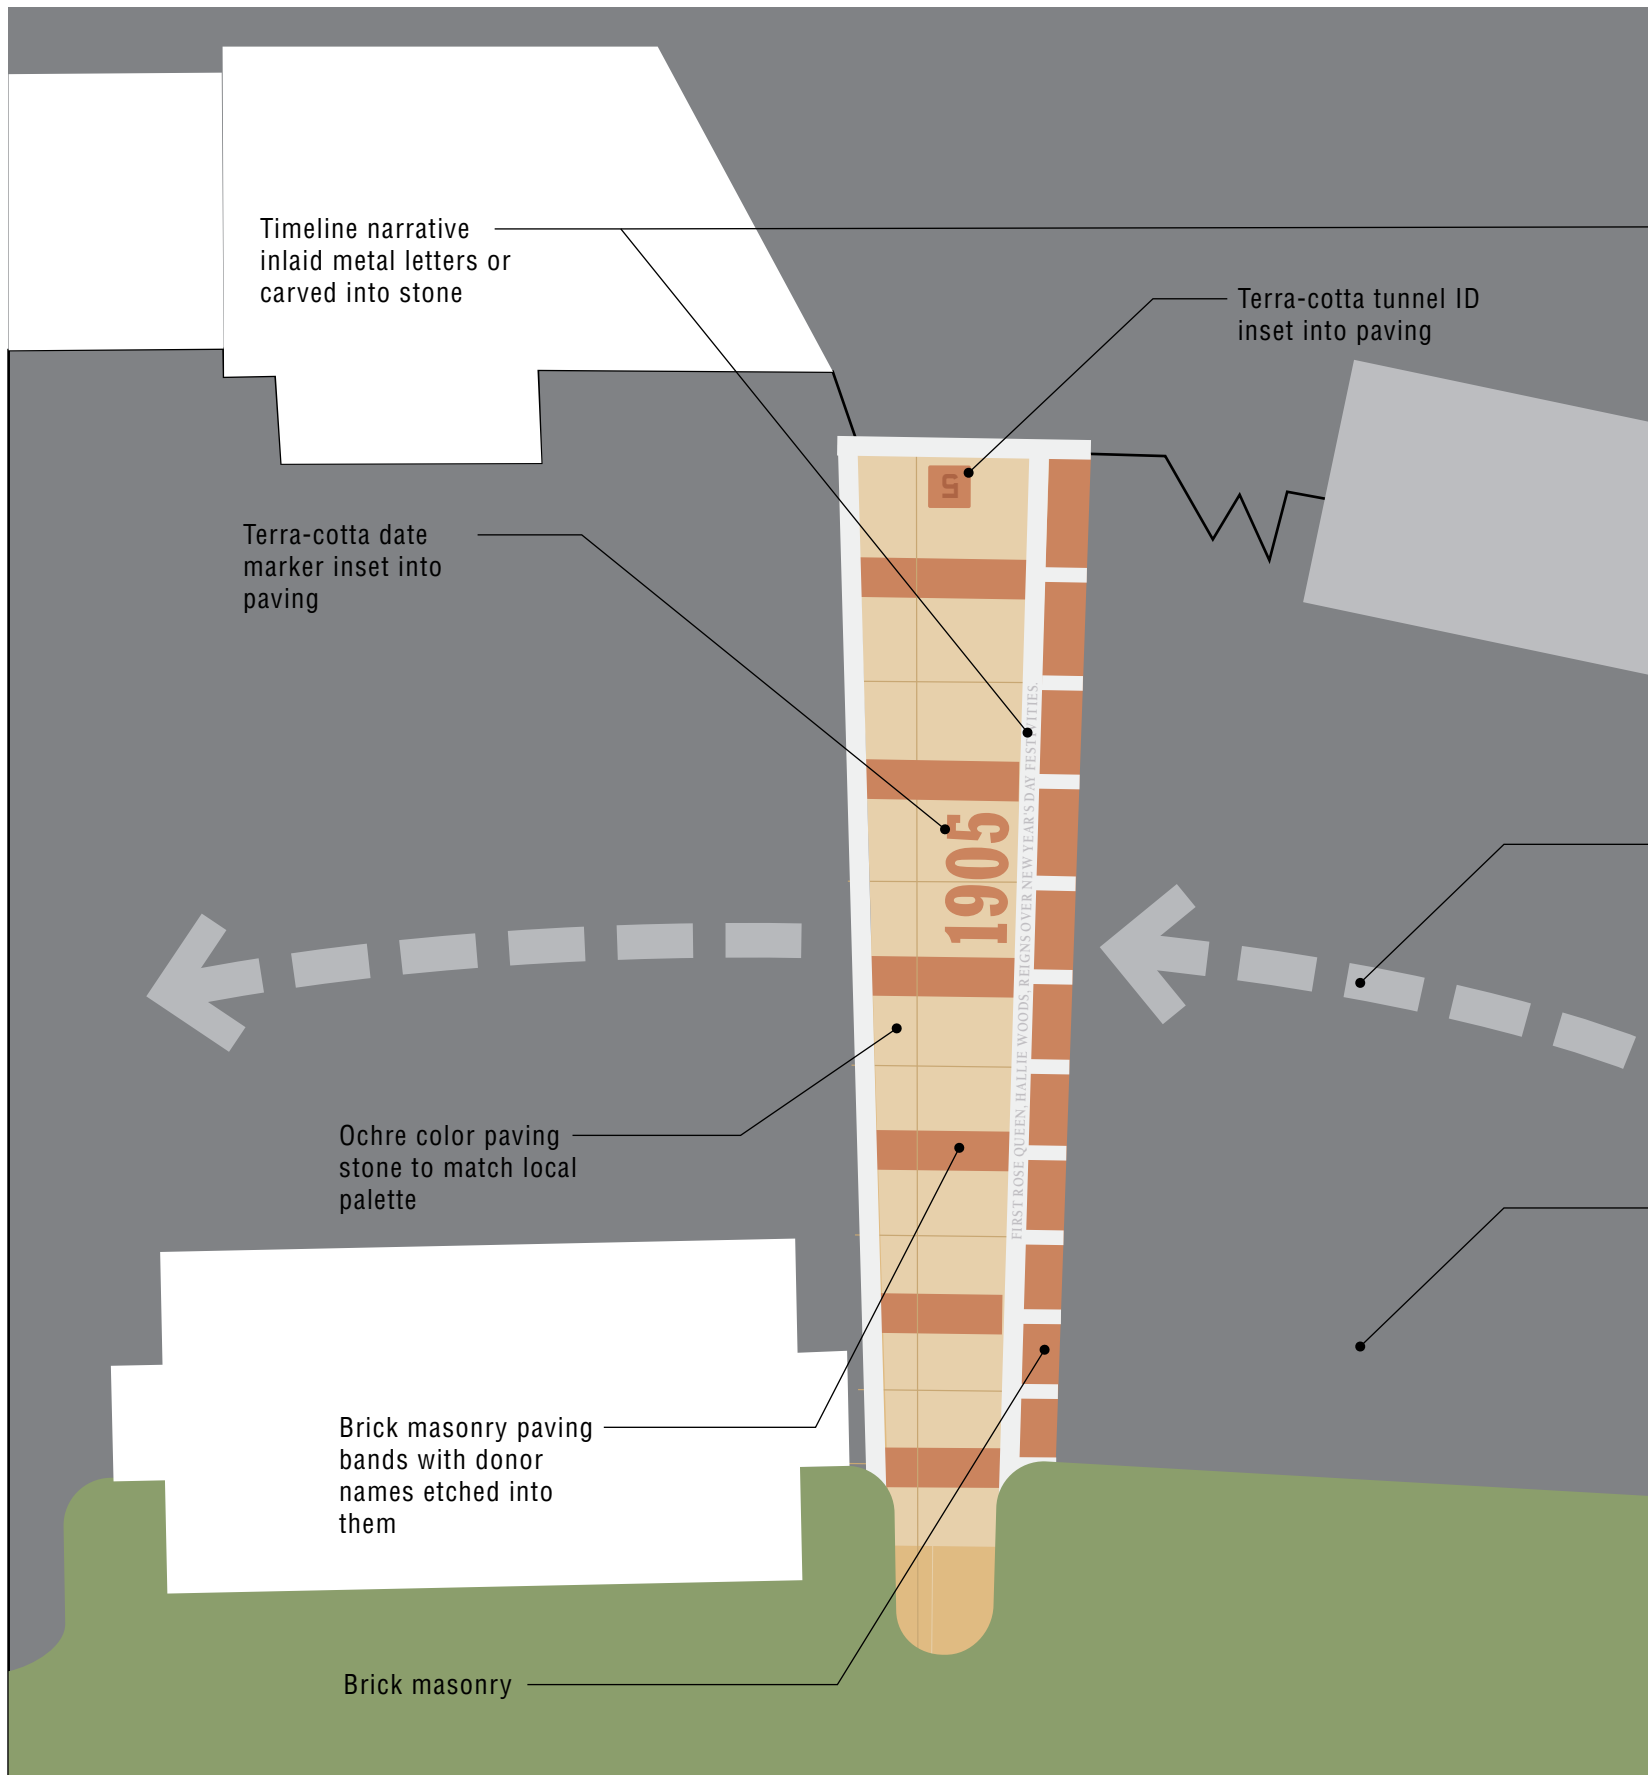 Timeline narrative
inlaid metal letters or
carved into stone
Terra-cotta tunnel ID
inset into paving
5
Terra-cotta date
marker inset into
paving
1905
FIRST ROSE QUEEN, HALLIE WOODS, REIGNS OVER NEW YEAR'S DAY FESTIVITIES.
Ochre color paving
stone to match local
palette
Brick masonry paving
bands with donor
names etched into
them
Brick masonry